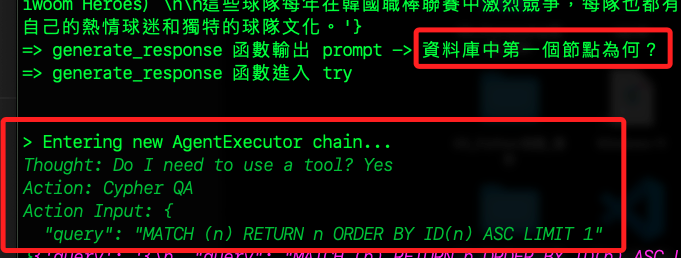 iwoom Heroes) \n\n這些球隊每年在韓國職棒聯賽中激烈競爭，每隊也都有
自己的熱情球迷和獨特的球隊文化。'}
=> generate_response 函數輸出 prompt -> 資料庫中第一個節點為何？
=> generate_response 函數進入 try
> Entering new AgentExecutor chain...
Thought: Do I need to use a tool? Yes
Action: Cypher QA
Action Input: {
"query": "MATCH (n) RETURN n ORDER BY ID(n) ASC LIMIT 1"